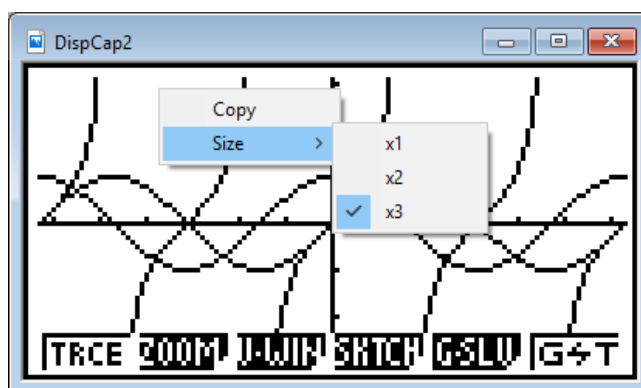 DispCap2
Copy
Size
x1
x2
x3
TRCE ZOOM V-WIN SKTCH G-SLV G⇆T